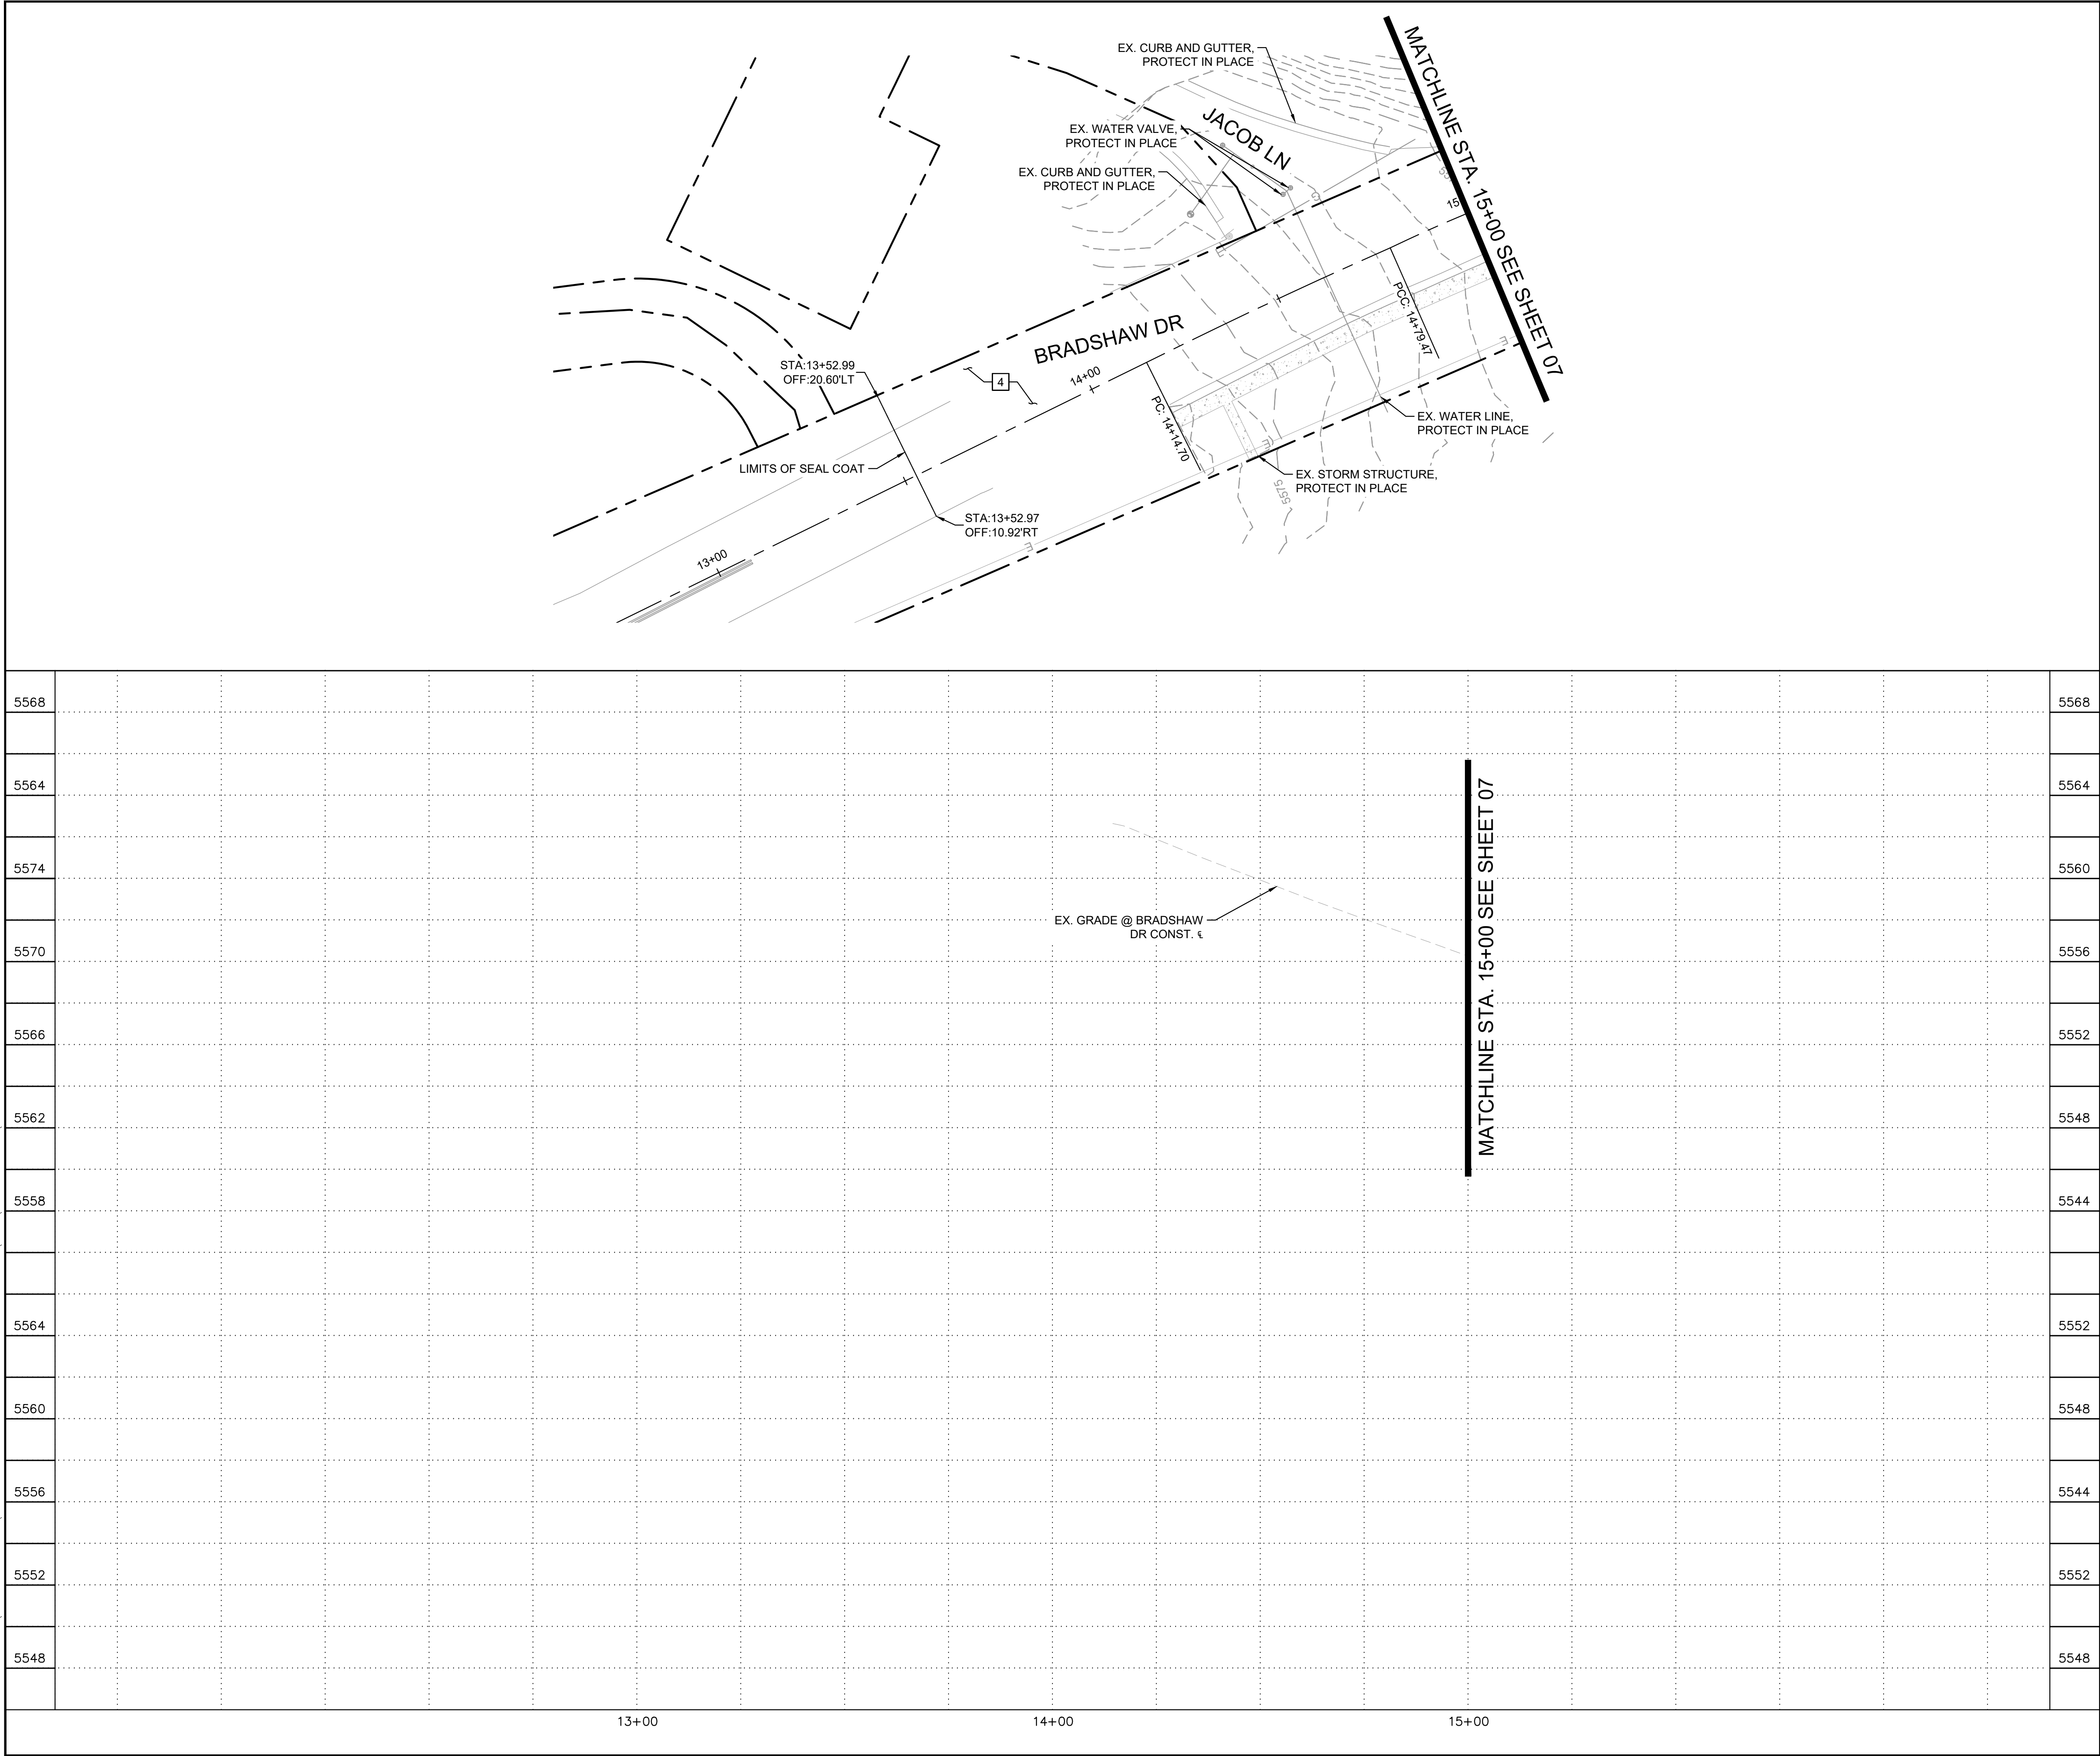 EX. CURB AND GUTTER,
PROTECT IN PLACE
MATCHLINE STA. 15+00 SEE SHEET 07
JACOB LN
EX. WATER VALVE,
PROTECT IN PLACE
EX. CURB AND GUTTER,
PROTECT IN PLACE
G
15
E
BRADSHAW DR
PCC: 14+79.47
E
STA:13+52.99
OFF:20.60'LT
4
14+00
PC: 14+14.70
EX. WATER LINE,
PROTECT IN PLACE
E
LIMITS OF SEAL COAT
EX. STORM STRUCTURE,
PROTECT IN PLACE
5575
STA:13+52.97
OFF:10.92'RT
E
13+00
5568
5568
5564
5564
MATCHLINE STA. 15+00 SEE SHEET 07
5574
5560
EX. GRADE @ BRADSHAW
DR CONST. ℄
5570
5556
5566
5552
5562
5548
5558
5544
5564
5552
5560
5548
5556
5544
5552
5552
5548
5548
13+00
14+00
15+00